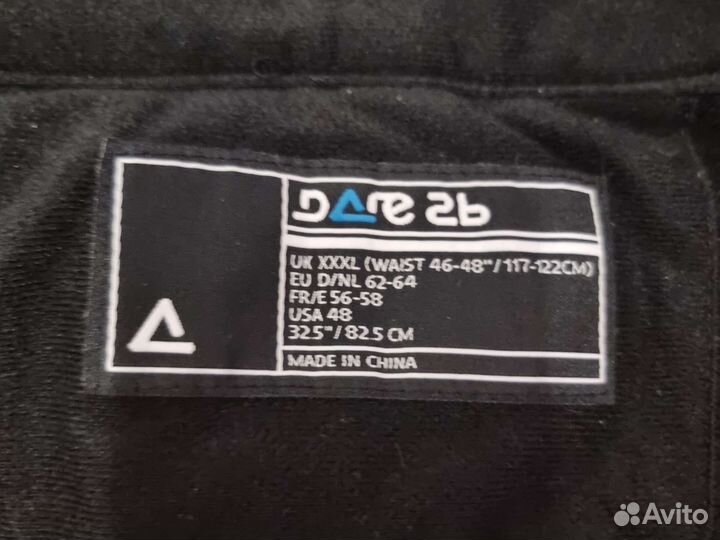 DARE 2b
UK XXXL (WAIST 46-48"/117-122CM)
EU D/NL 62-64
FR/E 56-58
USA 48
32.5"/82.5 CM
MADE IN CHINA
Avito